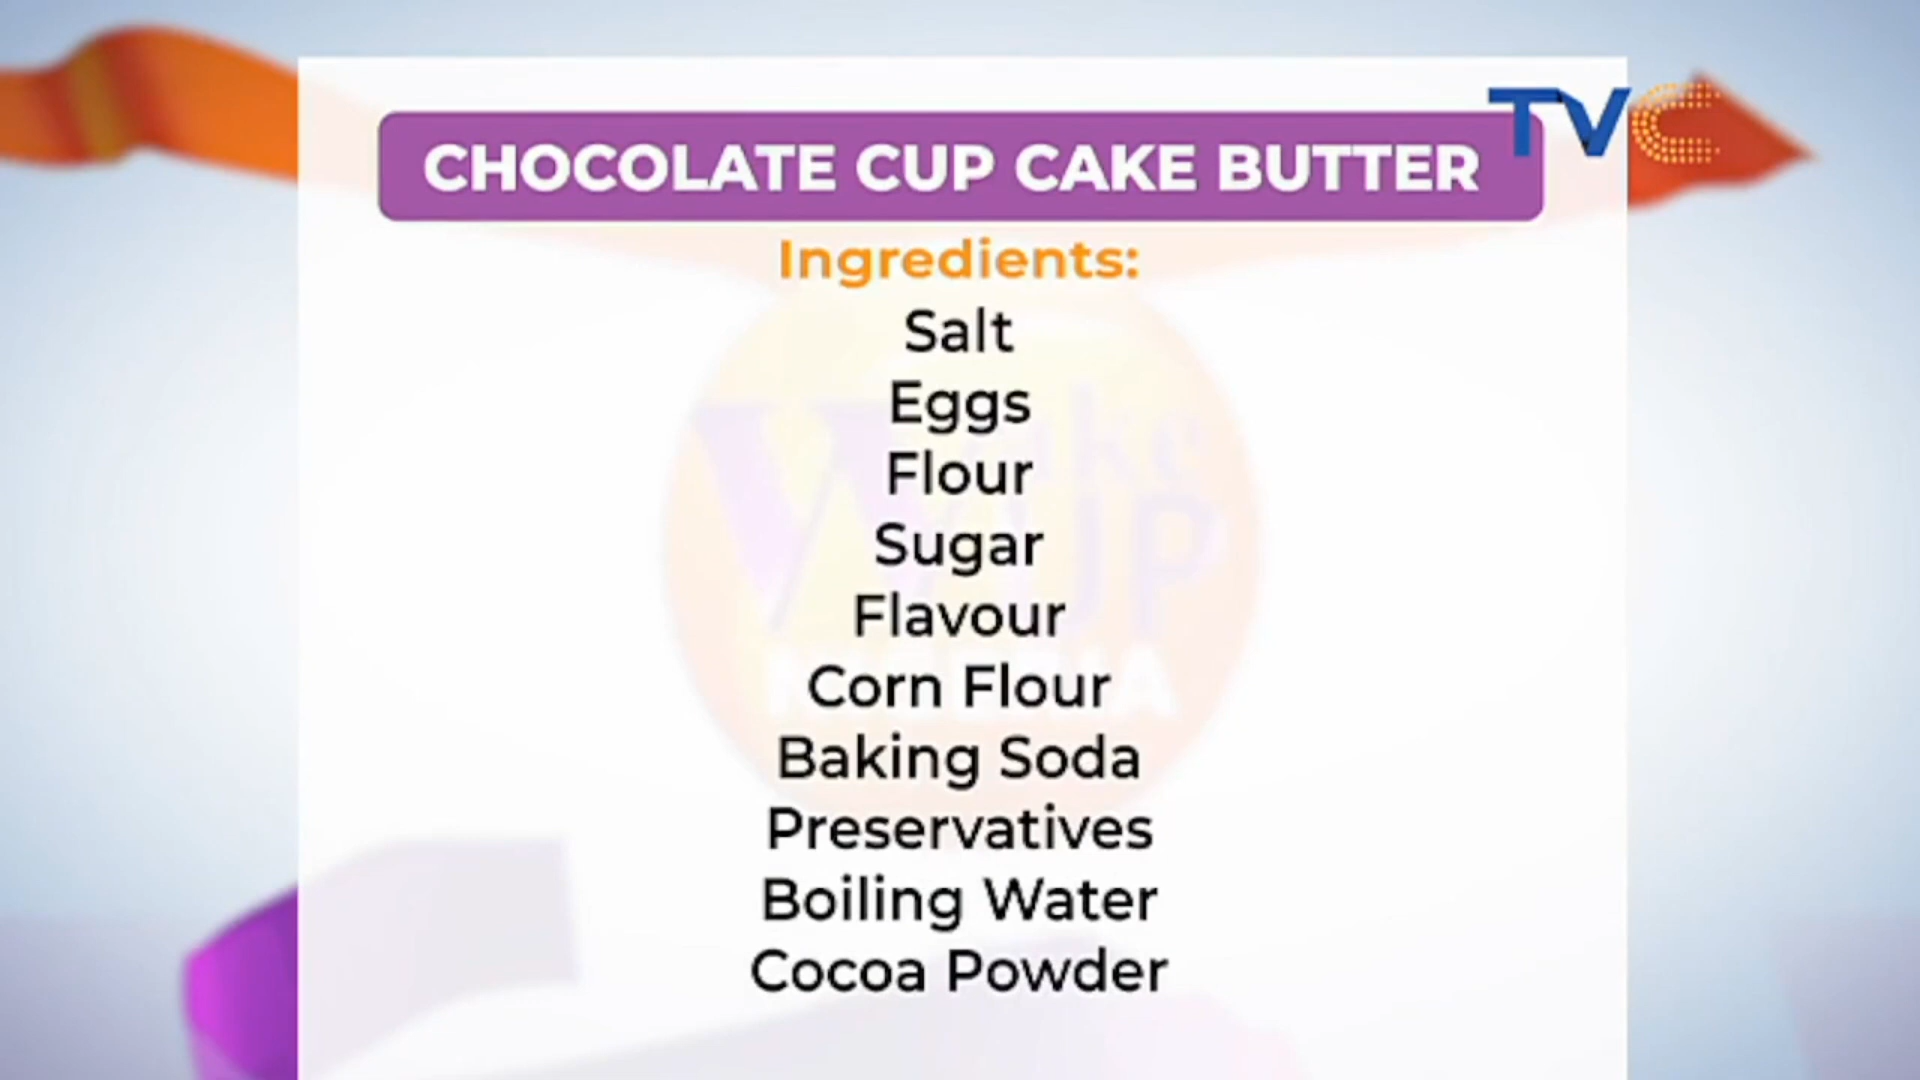 TVC
CHOCOLATE CUP CAKE BUTTER
Ingredients:
Salt
Eggs
Flour
Sugar
Flavour
Corn Flour
Baking Soda
Preservatives
Boiling Water
Cocoa Powder